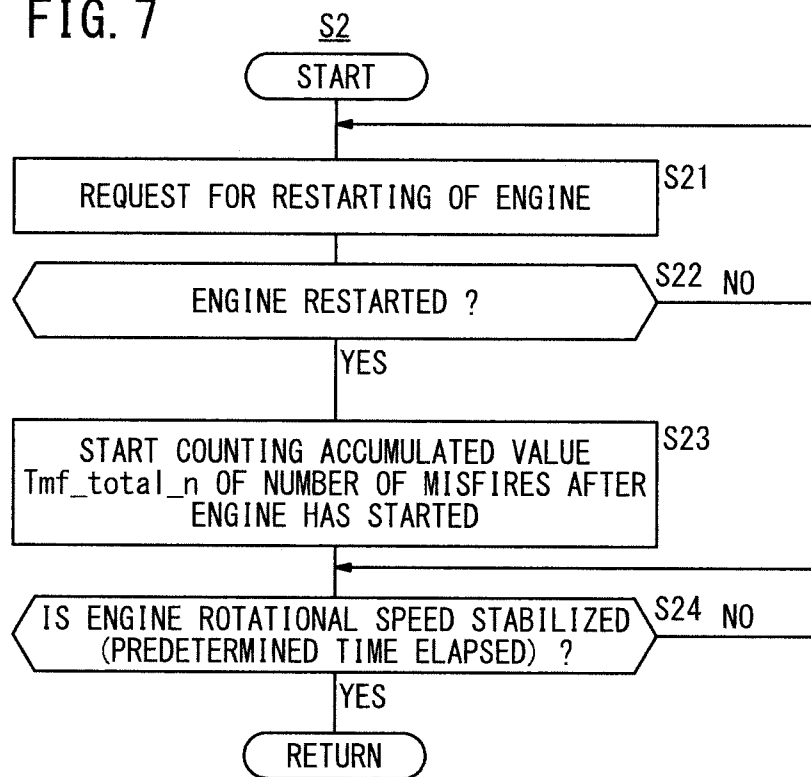 FIG. 7
S2
START
REQUEST FOR RESTARTING OF ENGINE
S21
ENGINE RESTARTED ?
S22 NO
YES
START COUNTING ACCUMULATED VALUE
Tmf_total_n OF NUMBER OF MISFIRES AFTER
ENGINE HAS STARTED
S23
IS ENGINE ROTATIONAL SPEED STABILIZED
(PREDETERMINED TIME ELAPSED) ?
S24 NO
YES
RETURN